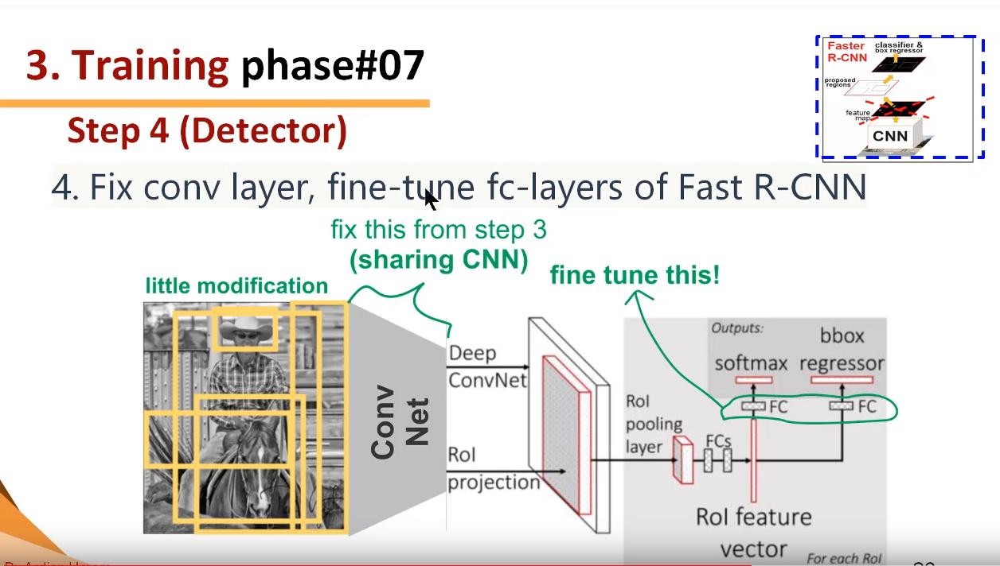 3. Training phase#07
Step 4 (Detector)
Faster
R-CNN
classifier &
box regressor
proposed
regions
feature
map
CNN
4. Fix conv layer, fine-tune fc-layers of Fast R-CNN
fix this from step 3
(sharing CNN)
fine tune this!
little modification
Conv
Net
Deep
ConvNet
RoI
projection
RoI
pooling
layer
FCs
Outputs:
softmax
bbox
regressor
FC
FC
RoI feature
vector
For each RoI